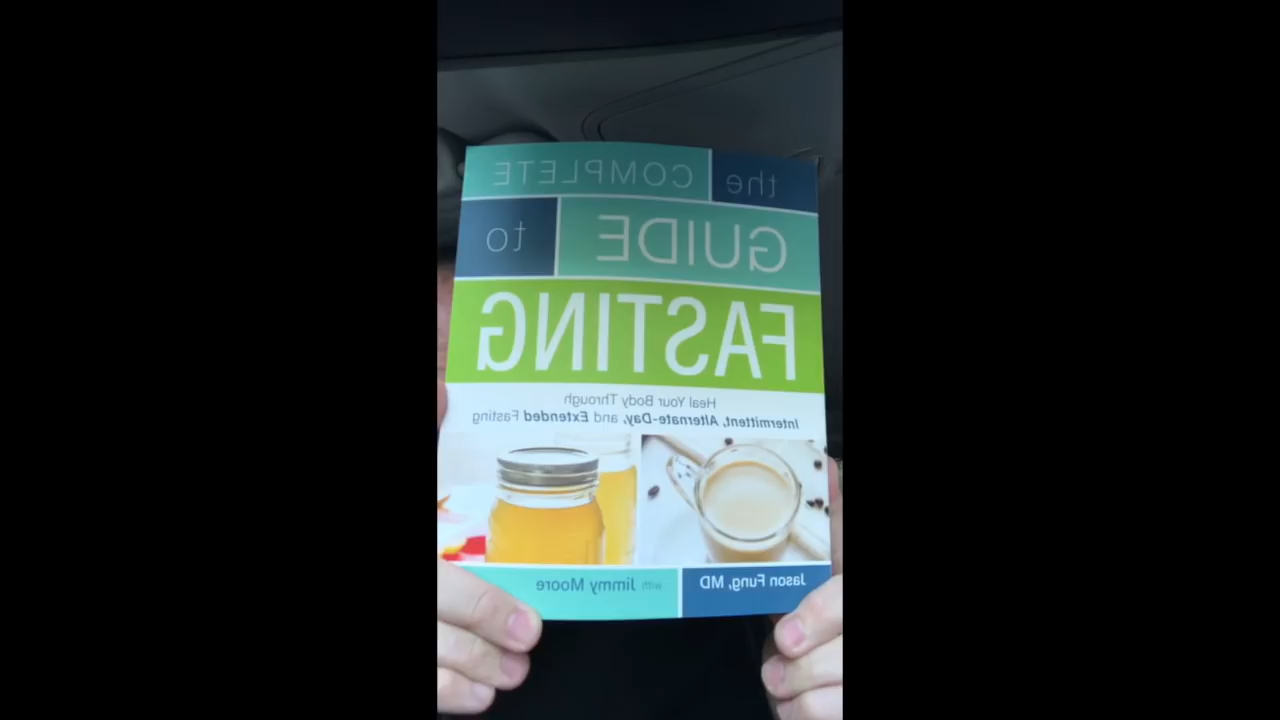 the COMPLETE
GUIDE to
FASTING
Heal Your Body Through
Intermittent, Alternate-Day, and Extended Fasting
Jason Fung, MD with Jimmy Moore